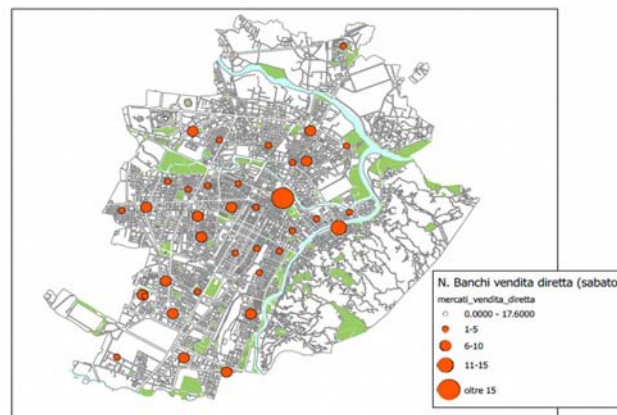 N. Banchi vendita diretta (sabato
mercati_vendita_diretta
0.0000 - 17.6000
1-5
6-10
11-15
oltre 15